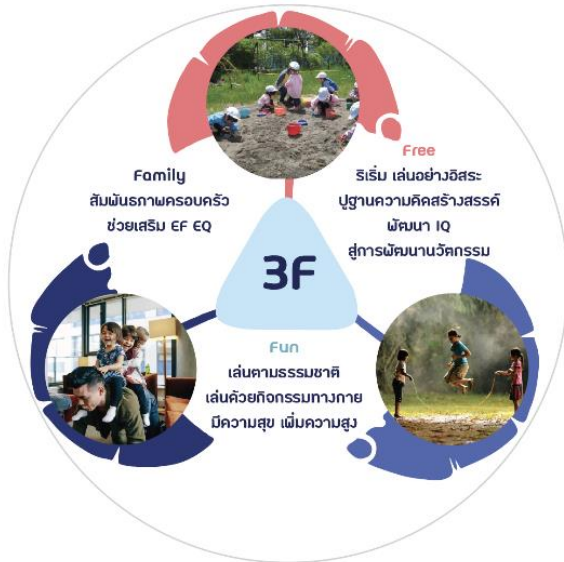 Family
สัมพันธภาพครอบครัว
ช่วยเสริม EF EQ
Free
ริเริ่ม เล่นอย่างอิสระ
ปูฐานความคิดสร้างสรรค์
พัฒนา IQ
สู่การพัฒนานวัตกรรม
3F
Fun
เล่นตามธรรมชาติ
เล่นด้วยกิจกรรมทางกาย
มีความสุข เพิ่มความสูง